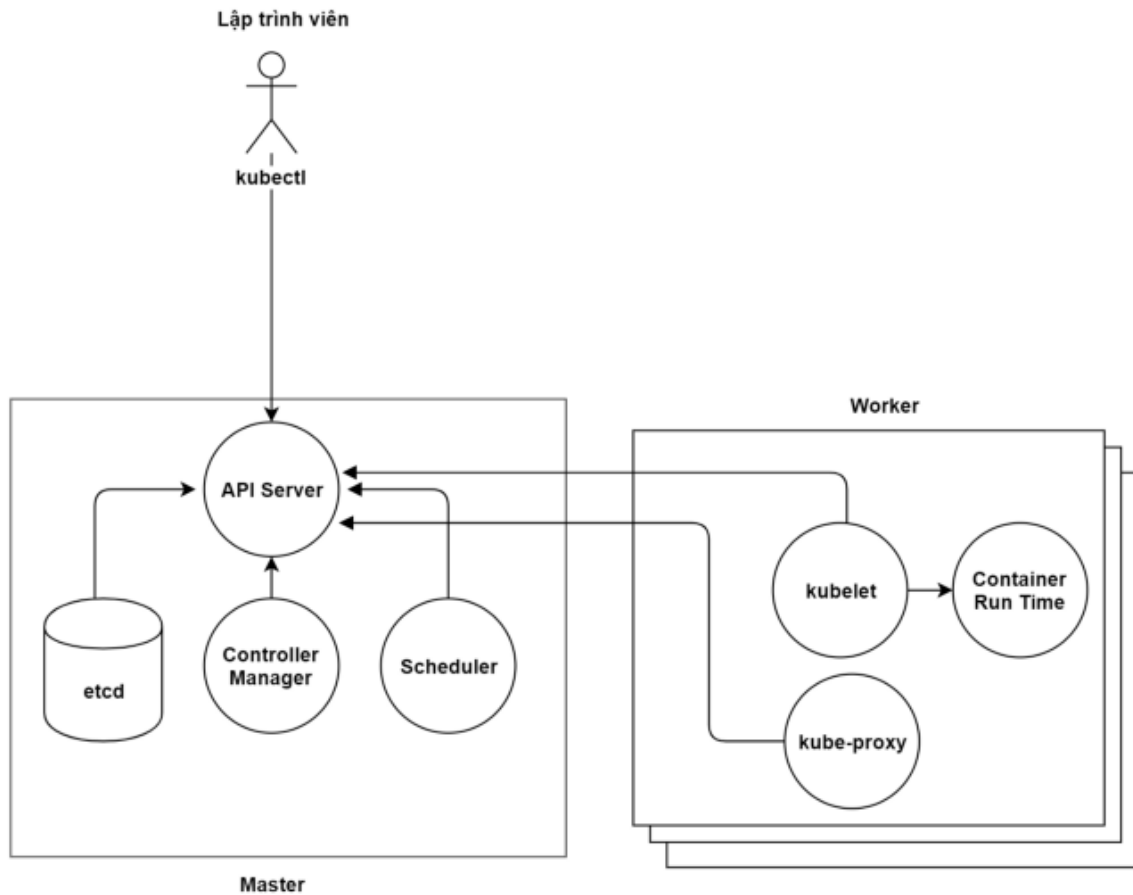 Lập trình viên
kubectl
Worker
API Server
kubelet
Container
Run Time
etcd
Controller
Manager
Scheduler
kube-proxy
Master